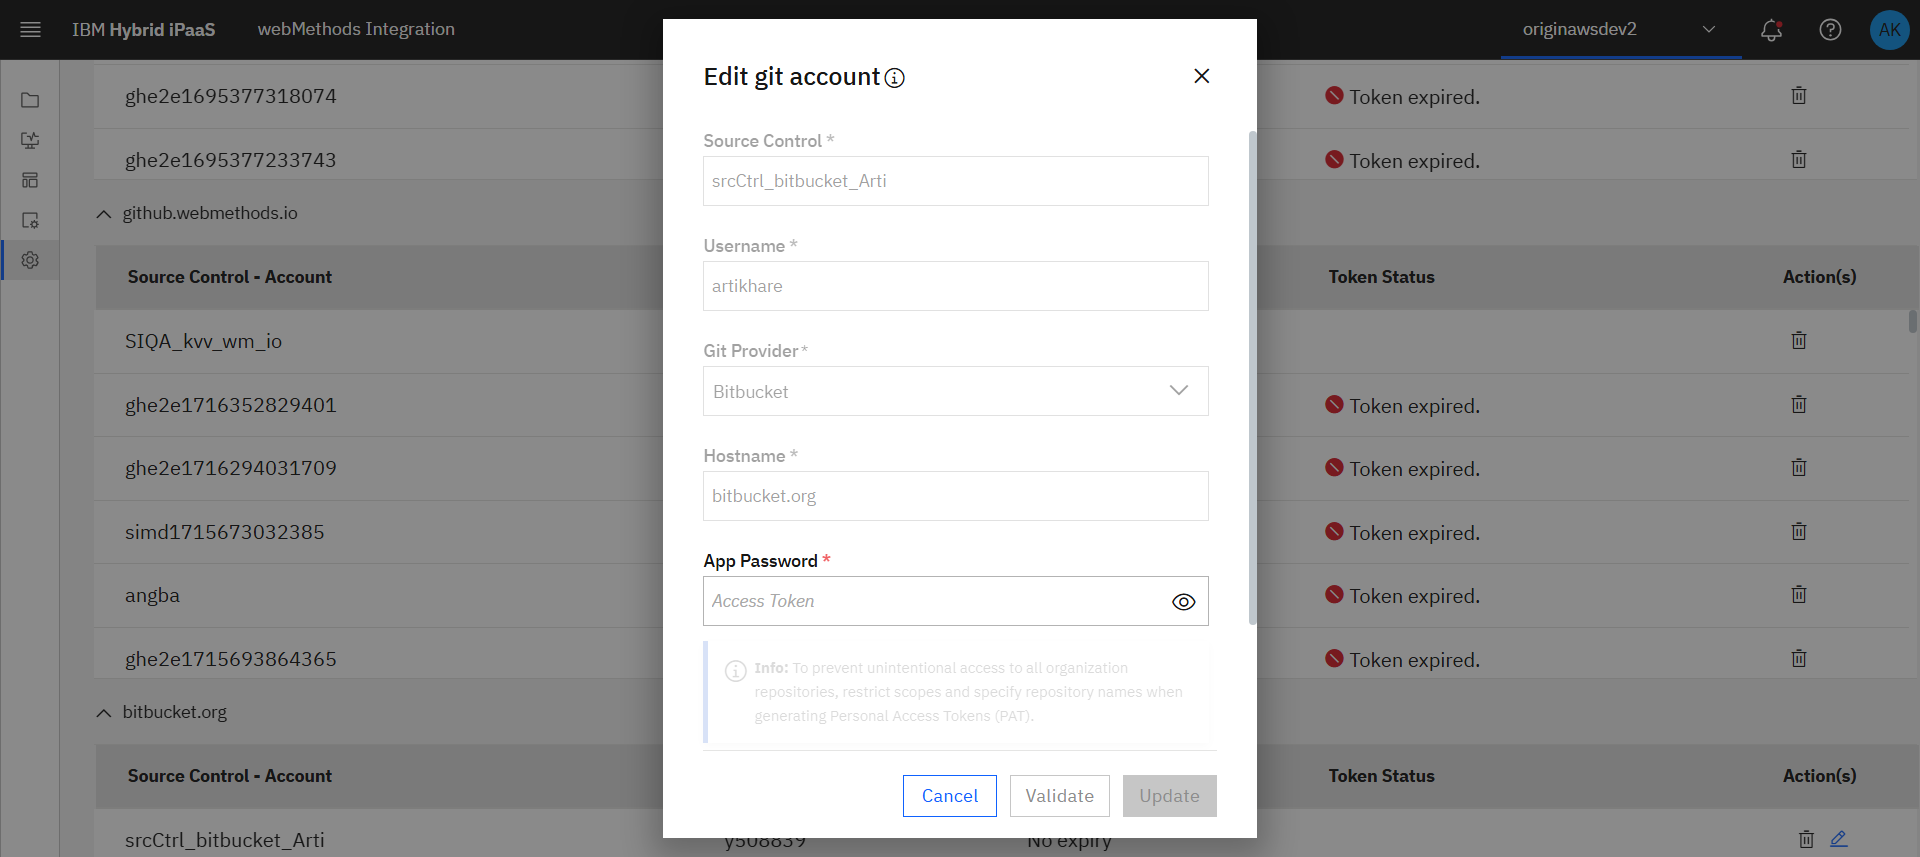 IBM Hybrid iPaaS
webMethods Integration
originawsdev2
AK
ghe2e1695377318074
Token expired.
ghe2e1695377233743
Token expired.
github.webmethods.io
Source Control - Account
Token Status
Action(s)
SIQA_kvv_wm_io
ghe2e1716352829401
Token expired.
ghe2e1716294031709
Token expired.
simd1715673032385
Token expired.
angba
Token expired.
ghe2e1715693864365
Token expired.
bitbucket.org
Source Control - Account
Token Status
Action(s)
srcCtrl_bitbucket_Arti
y508839
No expiry
Edit git account
Source Control *
srcCtrl_bitbucket_Arti
Username *
artikhare
Git Provider*
Bitbucket
Hostname *
bitbucket.org
App Password *
Access Token
Info: To prevent unintentional access to all organization
repositories, restrict scopes and specify repository names when
generating Personal Access Tokens (PAT).
Cancel
Validate
Update